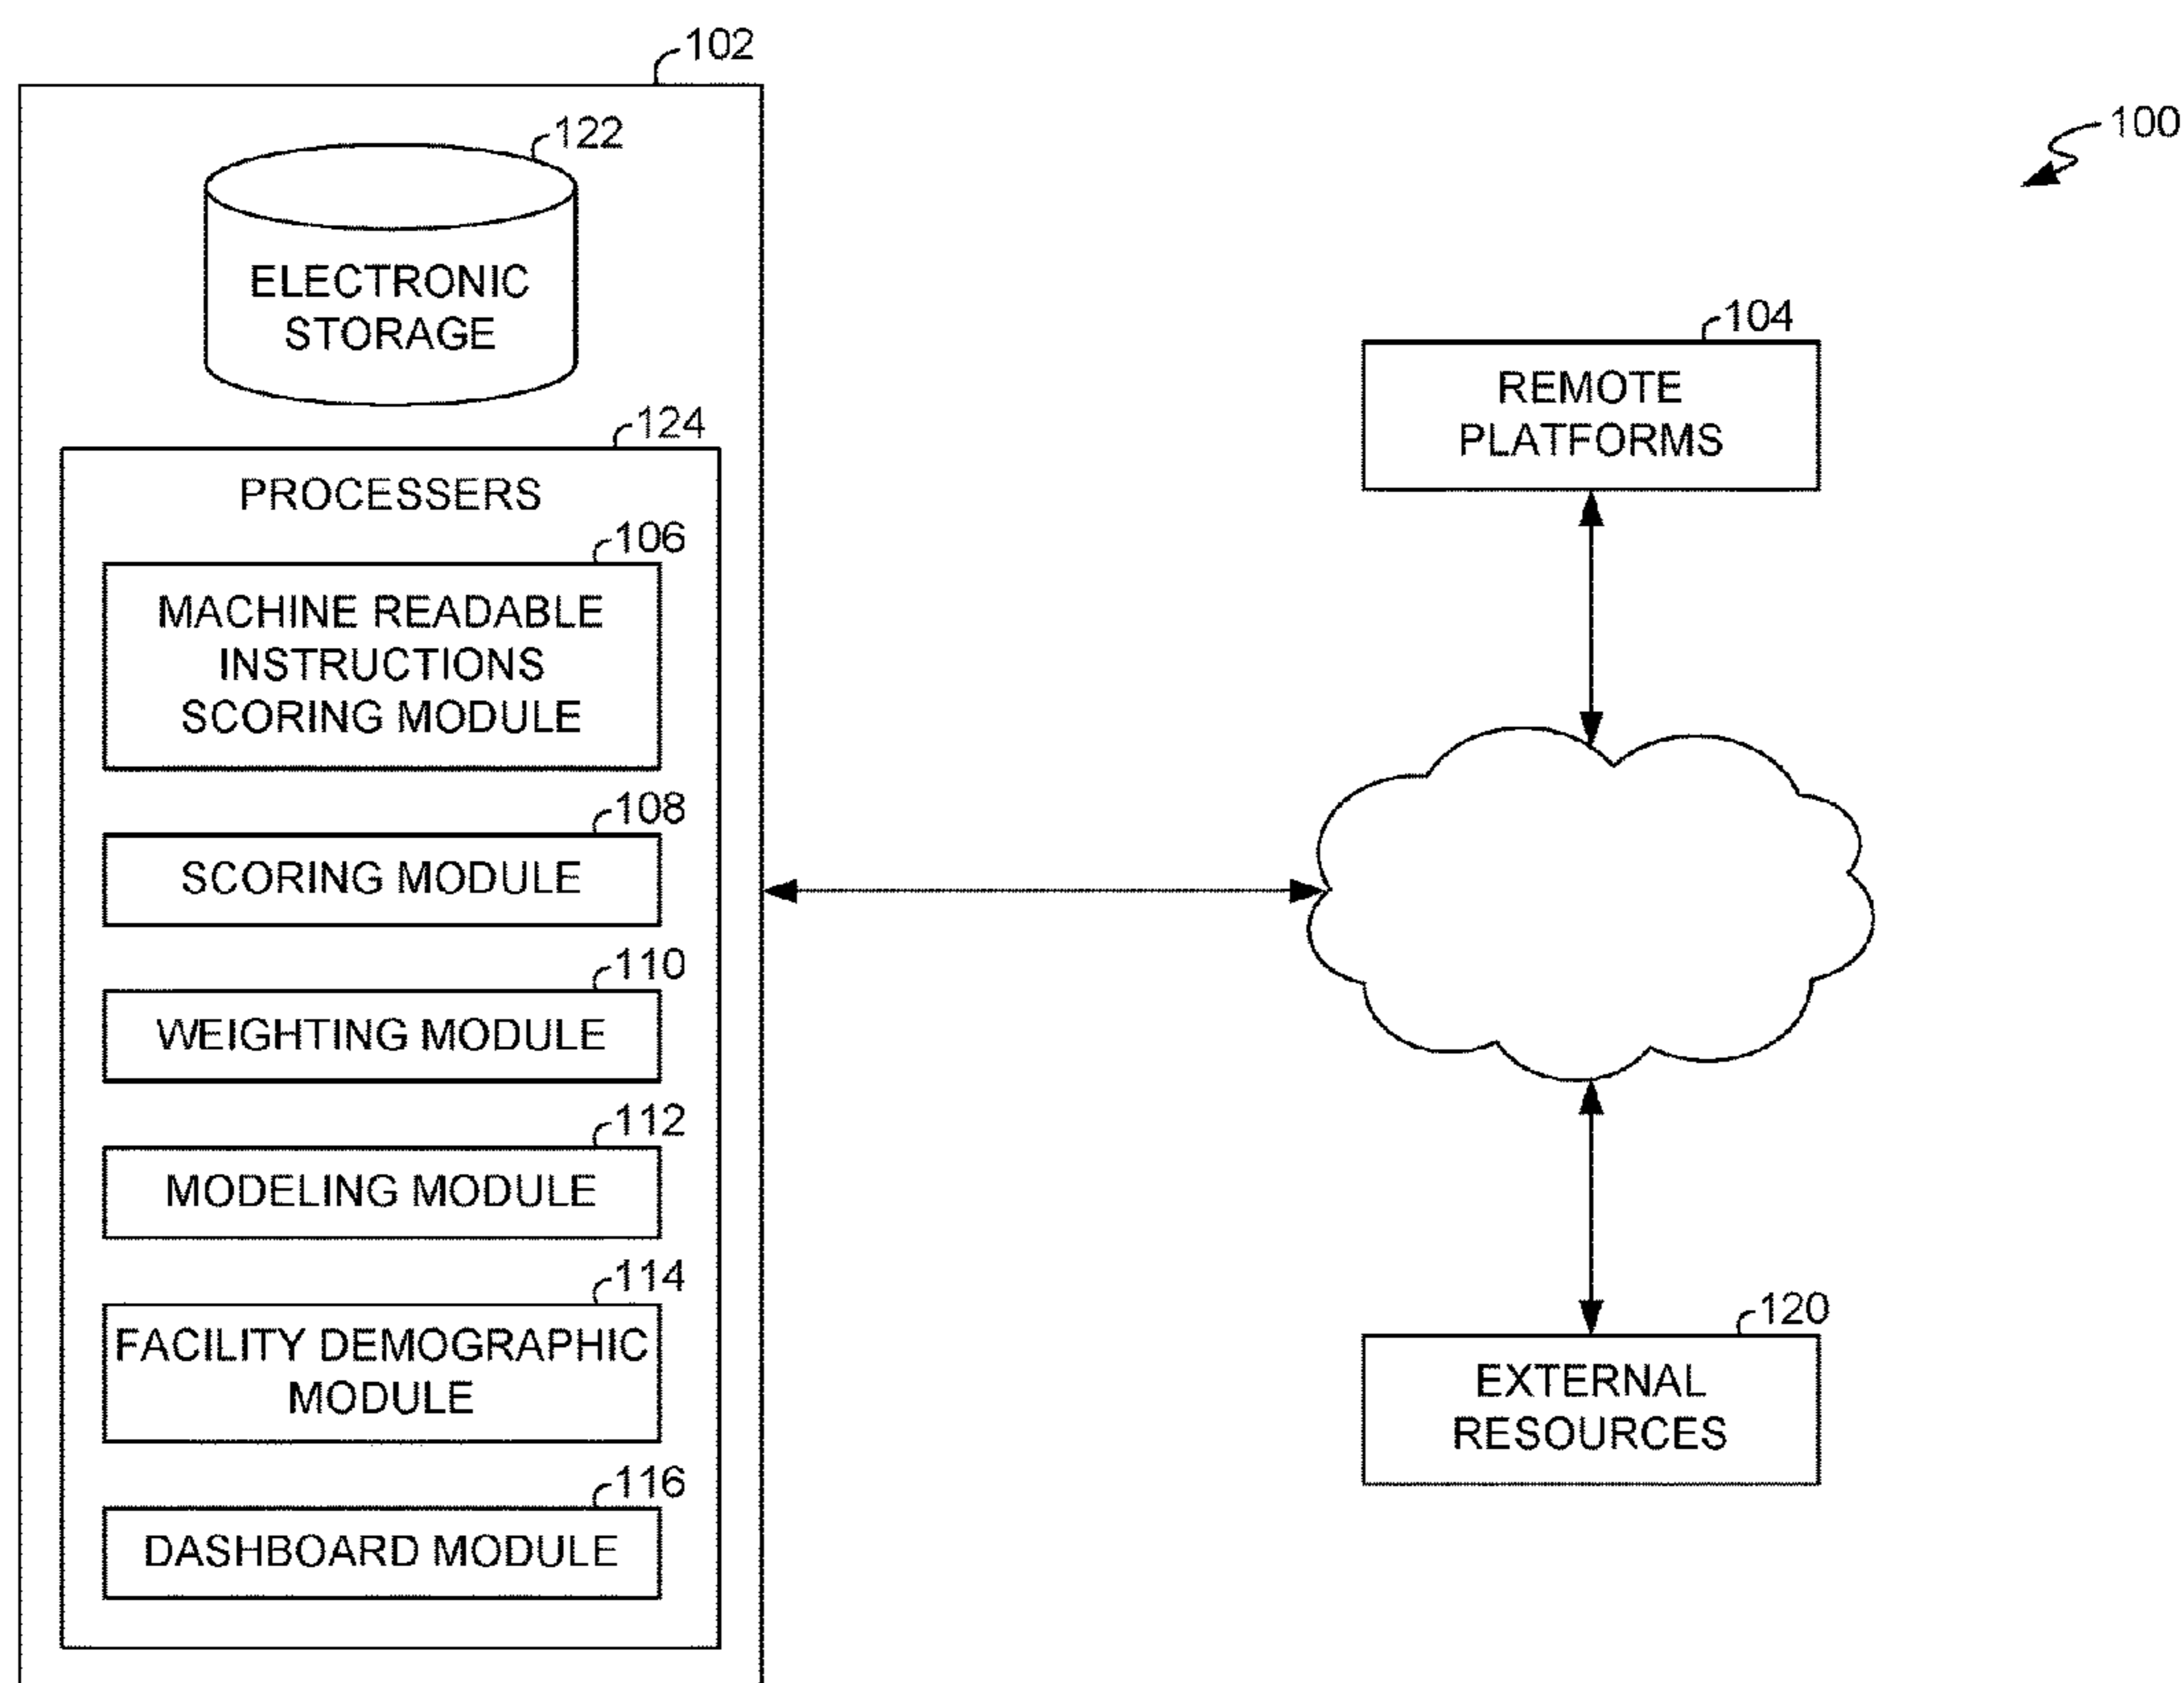 102
122
ELECTRONIC
STORAGE
124
PROCESSERS
106
MACHINE READABLE
INSTRUCTIONS
SCORING MODULE
108
SCORING MODULE
110
WEIGHTING MODULE
112
MODELING MODULE
114
FACILITY DEMOGRAPHIC
MODULE
116
DASHBOARD MODULE
100
104
REMOTE
PLATFORMS
120
EXTERNAL
RESOURCES